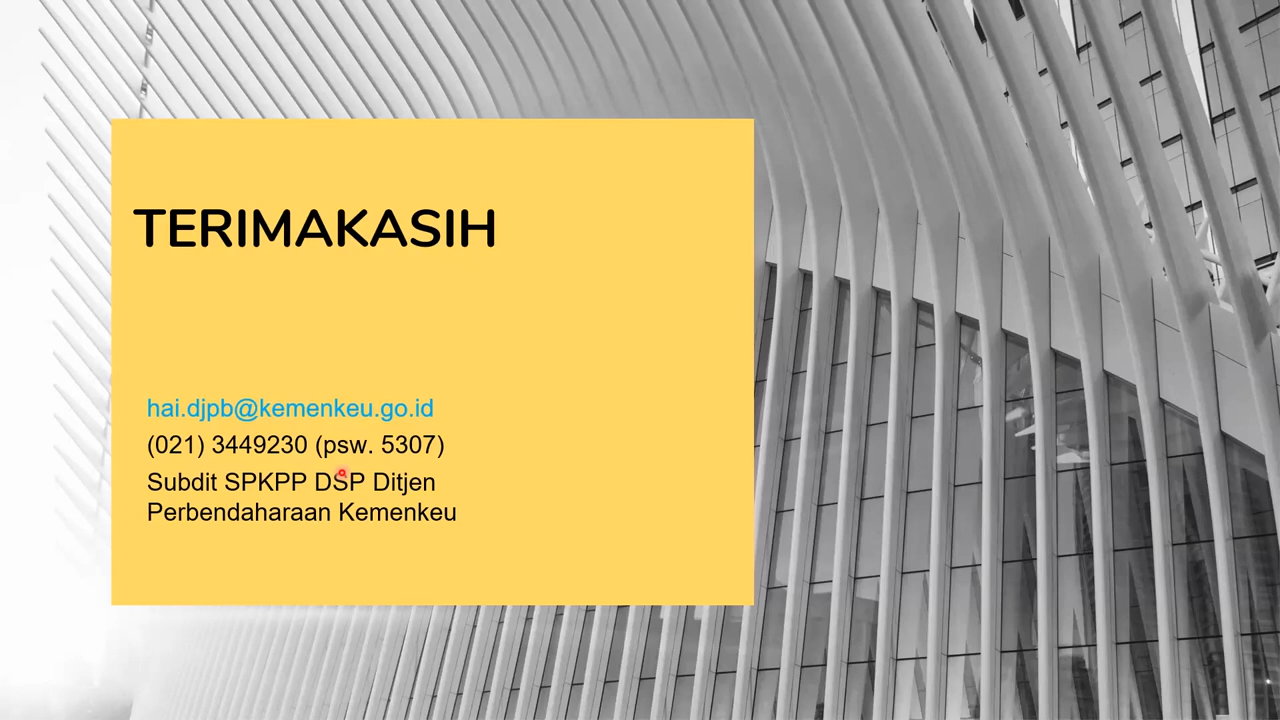 TERIMAKASIH
hai.djpb@kemenkeu.go.id
(021) 3449230 (psw. 5307)
Subdit SPKPP DSP Ditjen
Perbendaharaan Kemenkeu